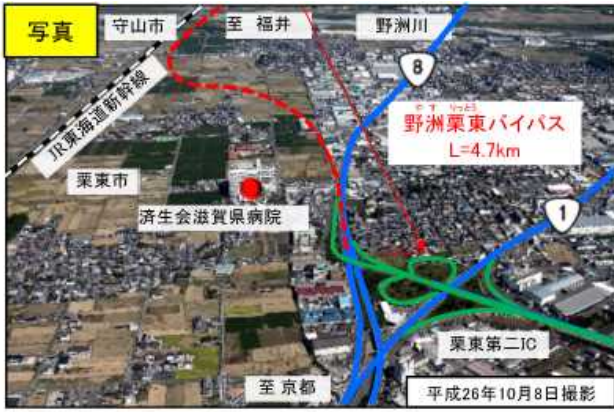 写真
守山市
至 福井
野洲川
8
JR東海道新幹線
やす りっとう
野洲栗東バイパス
L=4.7km
栗東市
済生会滋賀県病院
1
栗東第二IC
至 京都
平成26年10月8日撮影